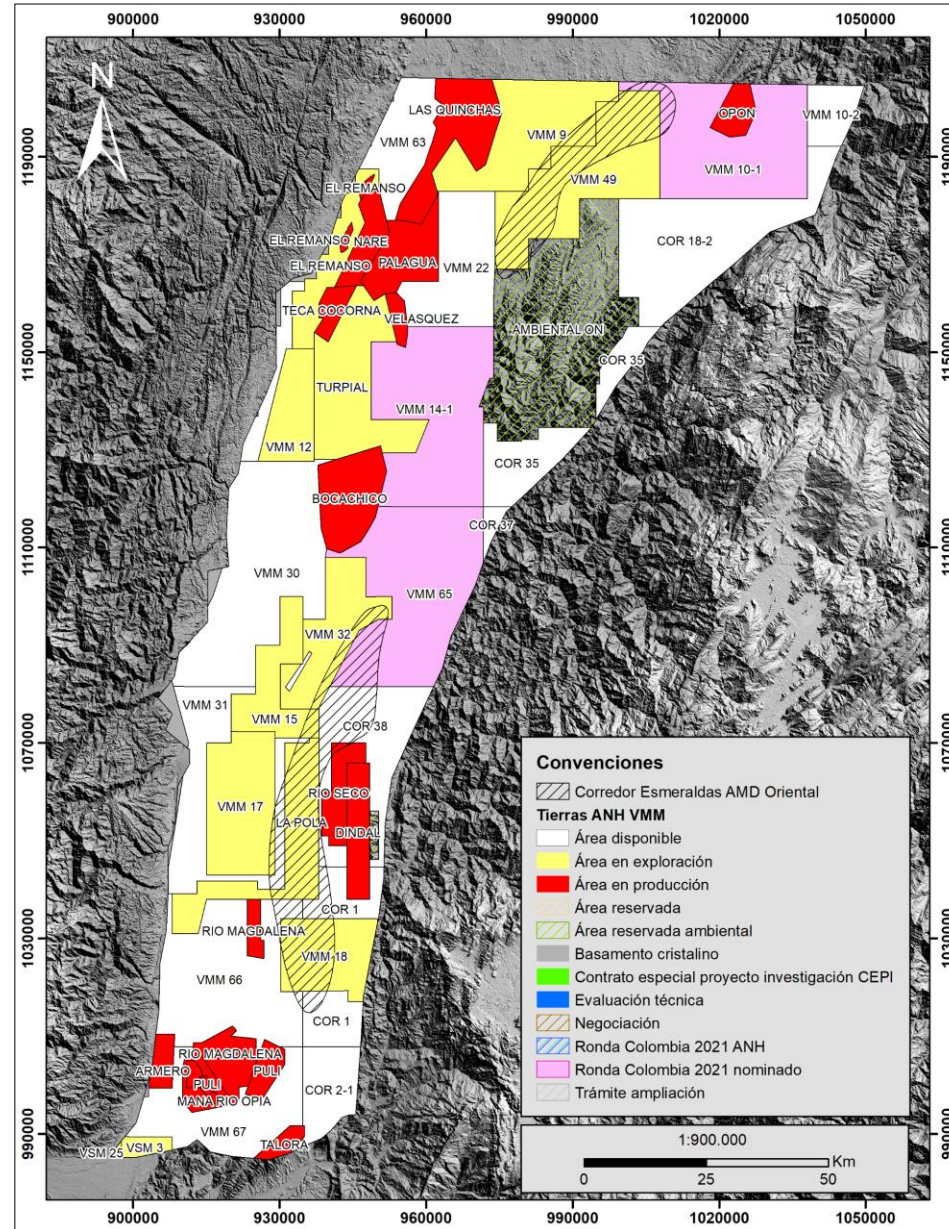 900000 930000 960000 990000 1020000 1050000
N
1190000
1150000
1110000
1070000
1030000
990000
1190000
1150000
1110000
1070000
1030000
990000
LAS QUINCHAS
OPON
VMM 10-2
VMM 63
VMM 9
VMM 49
VMM 10-1
EL REMANSO
EL REMANSO
NARE
EL REMANSO
PALAGUA
VMM 22
COR 18-2
TECA COCORNA
VELASQUEZ
AMBIENTAL ON
COR 35
TURPIAL
VMM 14-1
VMM 12
COR 35
BOCACHICO
COR 37
VMM 30
VMM 65
VMM 32
VMM 31
VMM 15
COR 38
RIO SECO
VMM 17
LA POLA
DINDAL
COR 1
RIO MAGDALENA
VMM 18
VMM 66
COR 1
RIO MAGDALENA
ARMERO
PULI
PULI
COR 2-1
MANA RIO OPIA
VMM 67
TALORA
VSM 25
VSM 3
Convenciones
Corredor Esmeraldas AMD Oriental
Tierras ANH VMM
Área disponible
Área en exploración
Área en producción
Área reservada
Área reservada ambiental
Basamento cristalino
Contrato especial proyecto investigación CEPI
Evaluación técnica
Negociación
Ronda Colombia 2021 ANH
Ronda Colombia 2021 nominado
Trámite ampliación
1:900.000
Km
0 25 50
900000 930000 960000 990000 1020000 1050000